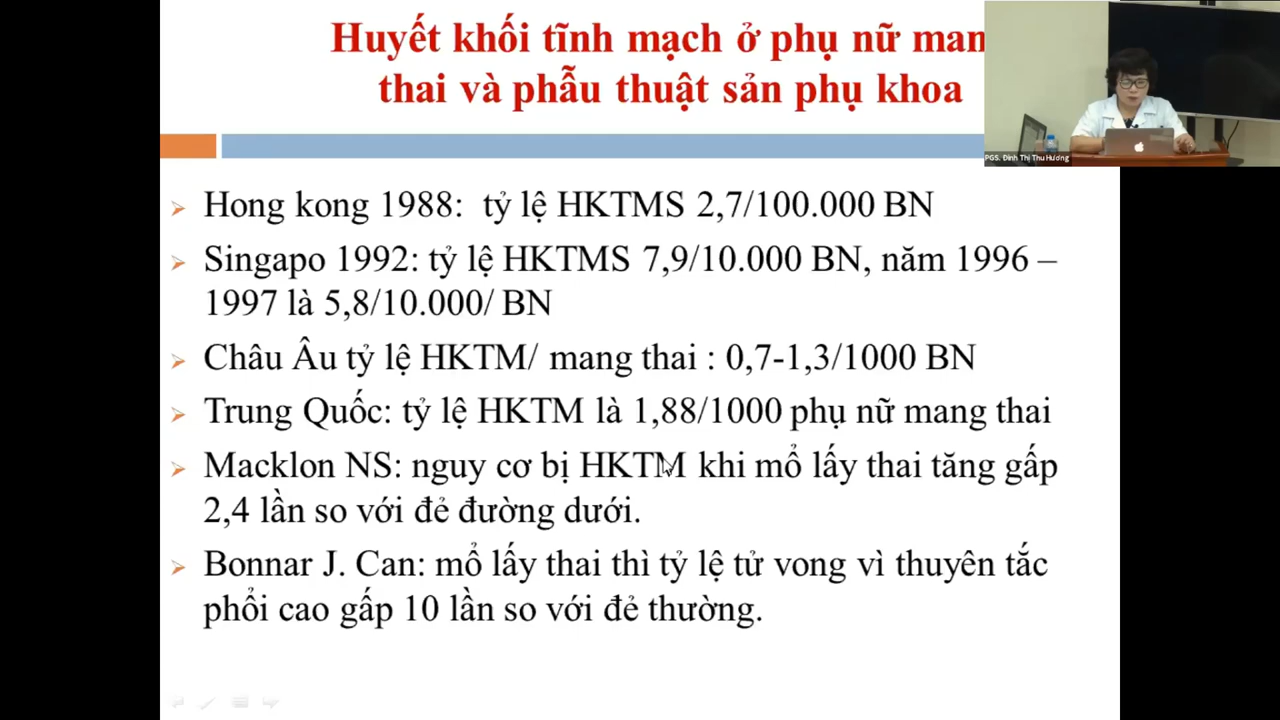 Huyết khối tĩnh mạch ở phụ nữ man
thai và phẫu thuật sản phụ khoa
PGS. Đinh Thị Thu Hương
Hong kong 1988: tỷ lệ HKTMS 2,7/100.000 BN
Singapo 1992: tỷ lệ HKTMS 7,9/10.000 BN, năm 1996 –
1997 là 5,8/10.000/ BN
Châu Âu tỷ lệ HKTM/ mang thai : 0,7-1,3/1000 BN
Trung Quốc: tỷ lệ HKTM là 1,88/1000 phụ nữ mang thai
Macklon NS: nguy cơ bị HKTM khi mổ lấy thai tăng gấp
2,4 lần so với đẻ đường dưới.
Bonnar J. Can: mổ lấy thai thì tỷ lệ tử vong vì thuyên tắc
phổi cao gấp 10 lần so với đẻ thường.